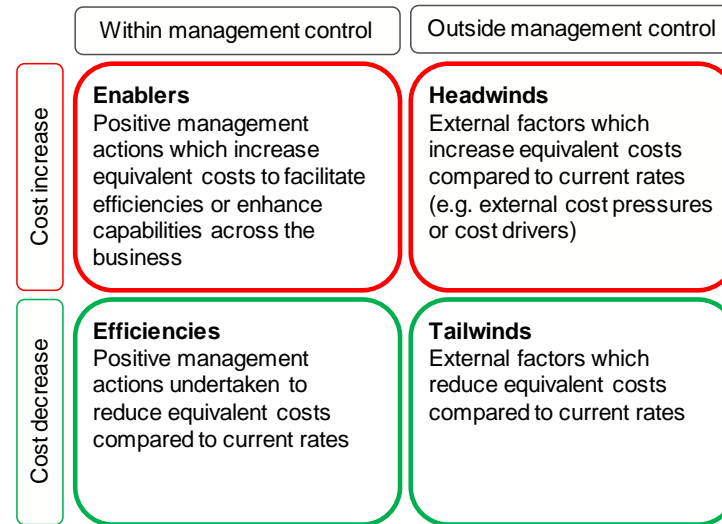 Within management control
Outside management control
Cost increase
Enablers
Positive management
actions which increase
equivalent costs to facilitate
efficiencies or enhance
capabilities across the
business
Headwinds
External factors which
increase equivalent costs
compared to current rates
(e.g. external cost pressures
or cost drivers)
Cost decrease
Efficiencies
Positive management
actions undertaken to
reduce equivalent costs
compared to current rates
Tailwinds
External factors which
reduce equivalent costs
compared to current rates